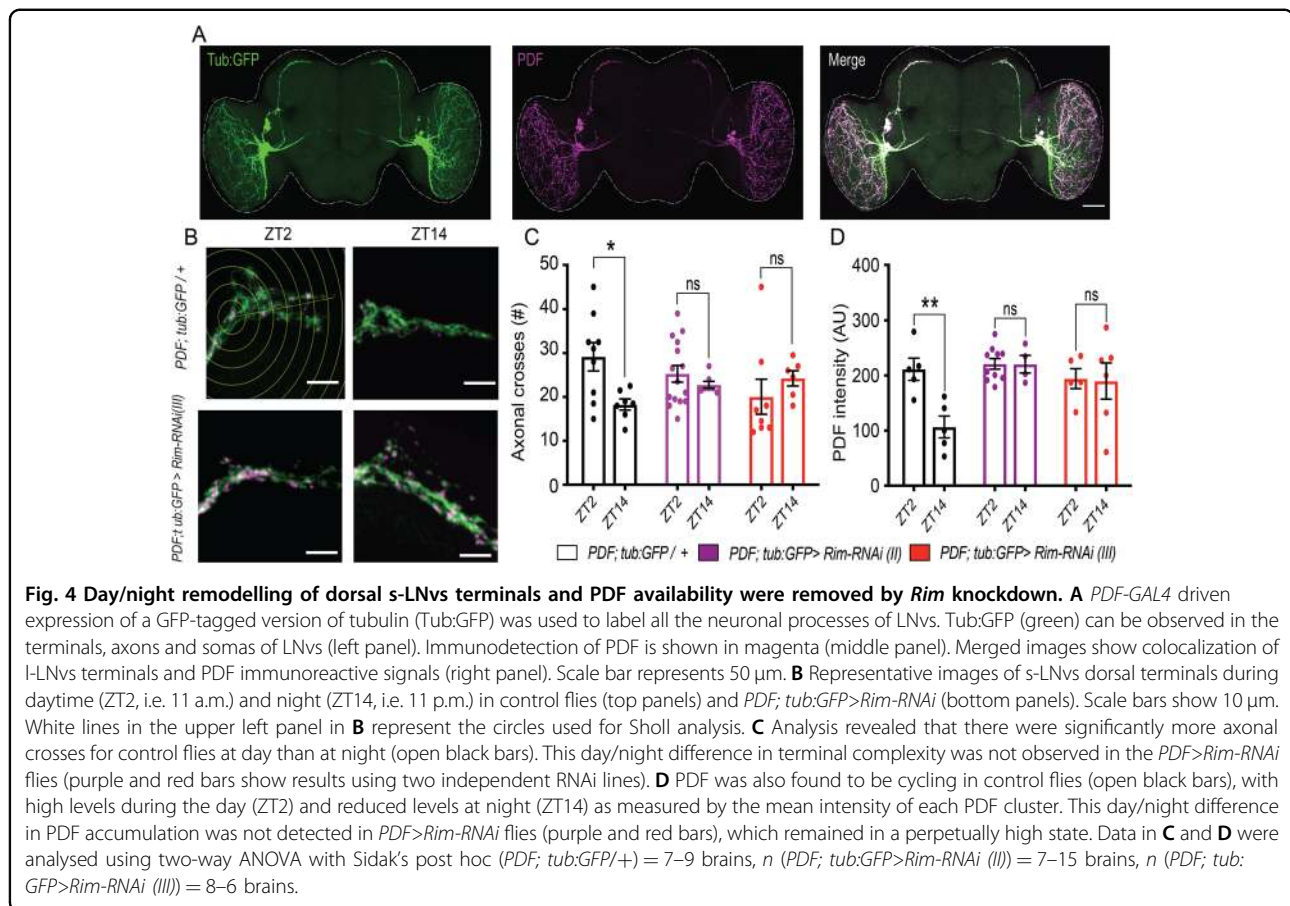 A
Tub:GFP
PDF
Merge
B
ZT2
ZT14
PDF; tub:GFP / +
PDF;t ub:GFP > Rim-RNAi(III)
C
Axonal crosses (#)
50
40
30
20
10
0
*
ns
ns
ZT2
ZT14
ZT2
ZT14
ZT2
ZT14
D
PDF intensity (AU)
400
300
200
100
0
**
ns
ns
ZT2
ZT14
ZT2
ZT14
ZT2
ZT14
PDF; tub:GFP / +
PDF; tub:GFP> Rim-RNAi (II)
PDF; tub:GFP> Rim-RNAi (III)
Fig. 4 Day/night remodelling of dorsal s-LNvs terminals and PDF availability were removed by Rim knockdown. A PDF-GAL4 driven
expression of a GFP-tagged version of tubulin (Tub:GFP) was used to label all the neuronal processes of LNvs. Tub:GFP (green) can be observed in the
terminals, axons and somas of LNvs (left panel). Immunodetection of PDF is shown in magenta (middle panel). Merged images show colocalization of
l-LNvs terminals and PDF immunoreactive signals (right panel). Scale bar represents 50 μm. B Representative images of s-LNvs dorsal terminals during
daytime (ZT2, i.e. 11 a.m.) and night (ZT14, i.e. 11 p.m.) in control flies (top panels) and PDF; tub:GFP>Rim-RNAi (bottom panels). Scale bars show 10 μm.
White lines in the upper left panel in B represent the circles used for Sholl analysis. C Analysis revealed that there were significantly more axonal
crosses for control flies at day than at night (open black bars). This day/night difference in terminal complexity was not observed in the PDF>Rim-RNAi
flies (purple and red bars show results using two independent RNAi lines). D PDF was also found to be cycling in control flies (open black bars), with
high levels during the day (ZT2) and reduced levels at night (ZT14) as measured by the mean intensity of each PDF cluster. This day/night difference
in PDF accumulation was not detected in PDF>Rim-RNAi flies (purple and red bars), which remained in a perpetually high state. Data in C and D were
analysed using two-way ANOVA with Sidak's post hoc (PDF; tub:GFP/+) = 7–9 brains, n (PDF; tub:GFP>Rim-RNAi (II)) = 7–15 brains, n (PDF; tub:
GFP>Rim-RNAi (III)) = 8–6 brains.